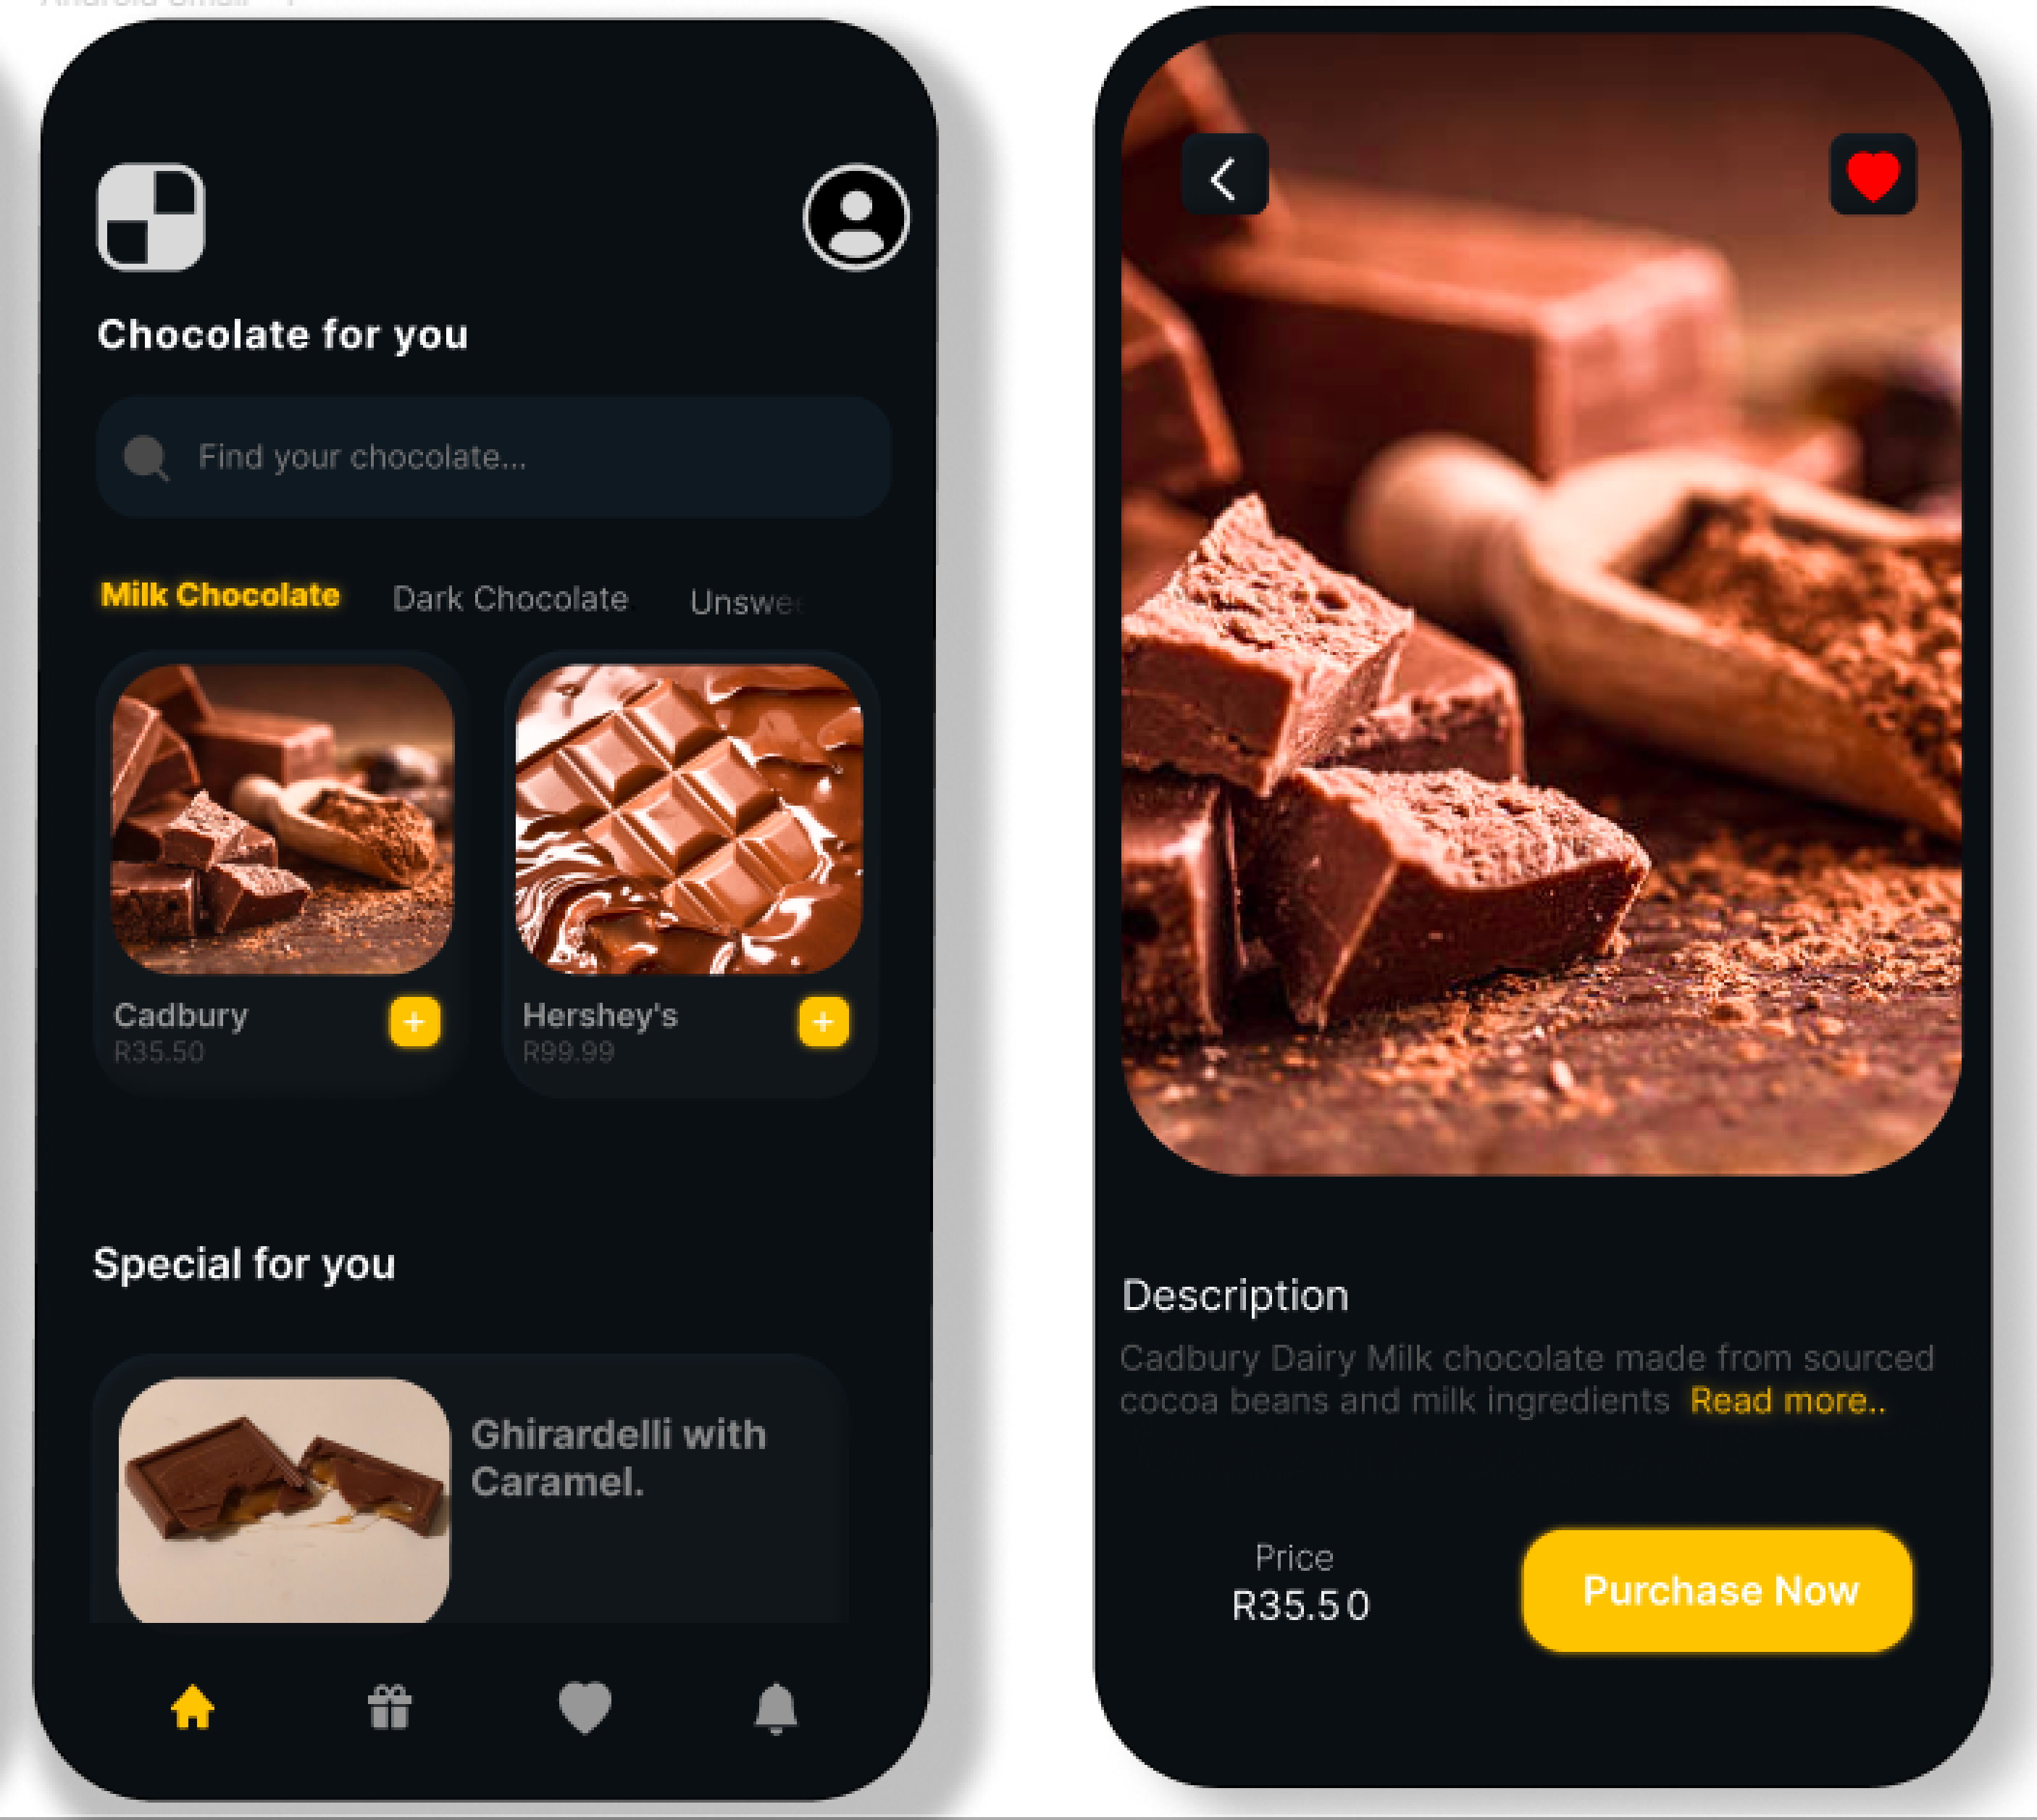 Chocolate for you
Find your chocolate...
Milk Chocolate Dark Chocolate
Cadbury
R35.50
Hershey's
R99.99
Special for you
Ghirardelli with
Caramel.
Description
Cadbury Dairy Milk chocolate made from sourced
cocoa beans and milk ingredients Read more..
Price
R35.50
Purchase Now